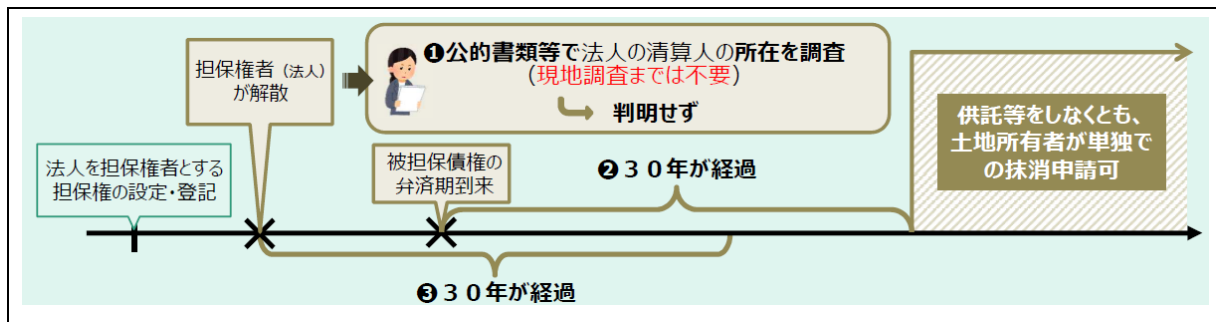 担保権者（法人）
が解散
❶公的書類等で法人の清算人の所在を調査
（現地調査までは不要）
判明せず
法人を担保権者とする
担保権の設定・登記
被担保債権の
弁済期到来
❷３０年が経過
供託等をしなくとも、
土地所有者が単独で
の抹消申請可
❸３０年が経過